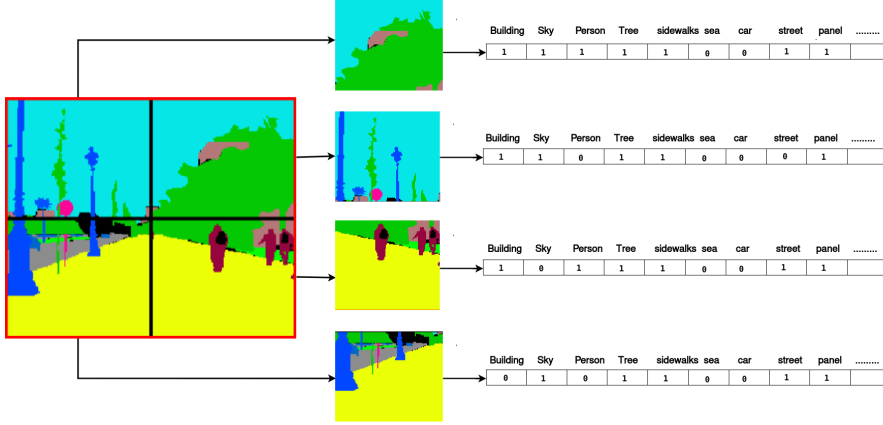 Building Sky Person Tree sidewalks sea car street panel .........
1 1 1 1 1 0 0 1 1
Building Sky Person Tree sidewalks sea car street panel .........
1 1 0 1 1 0 0 0 1
Building Sky Person Tree sidewalks sea car street panel .........
1 0 1 1 1 0 0 1 1
Building Sky Person Tree sidewalks sea car street panel .........
0 1 0 1 1 0 0 1 1